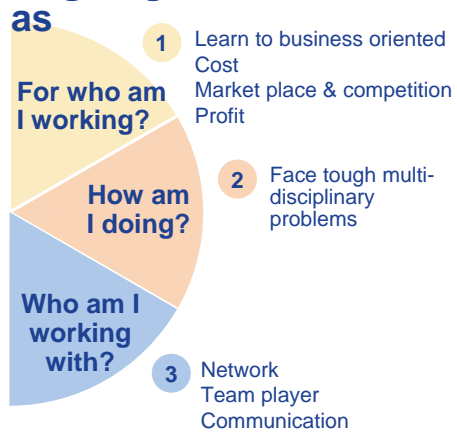 as
1
Learn to business oriented
Cost
Market place & competition
Profit
For who am
I working?
2
Face tough multi-
disciplinary
problems
How am
I doing?
Who am I
working
with?
3
Network
Team player
Communication